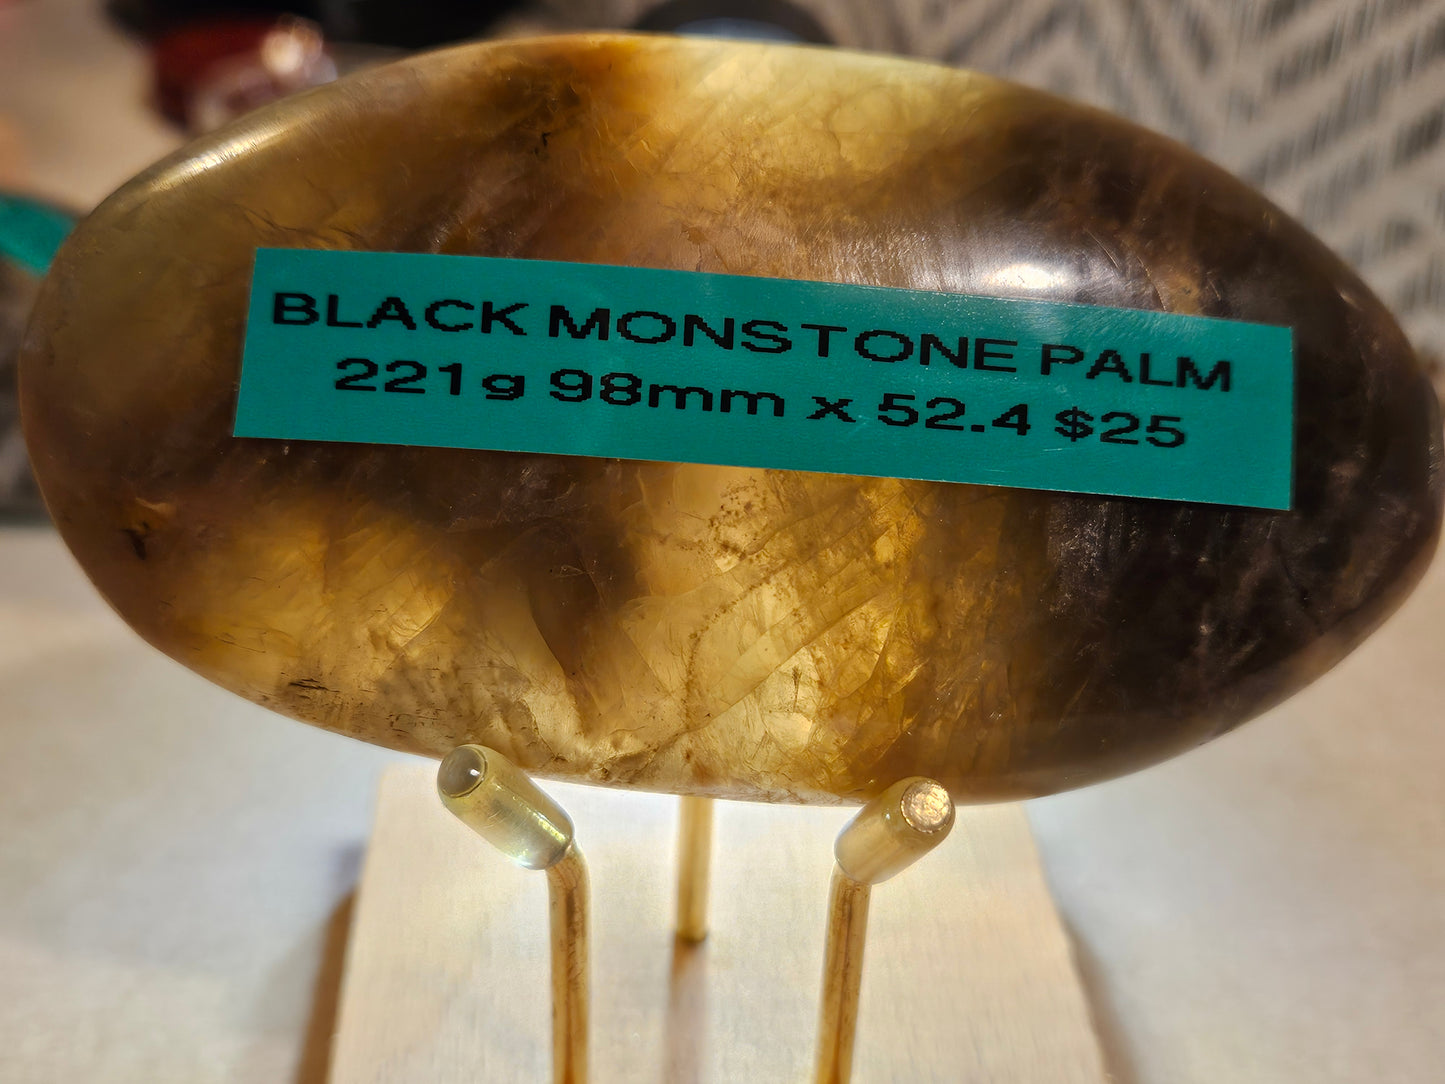 BLACK MONSTONE PALM
221g 98mm x 52.4 $25